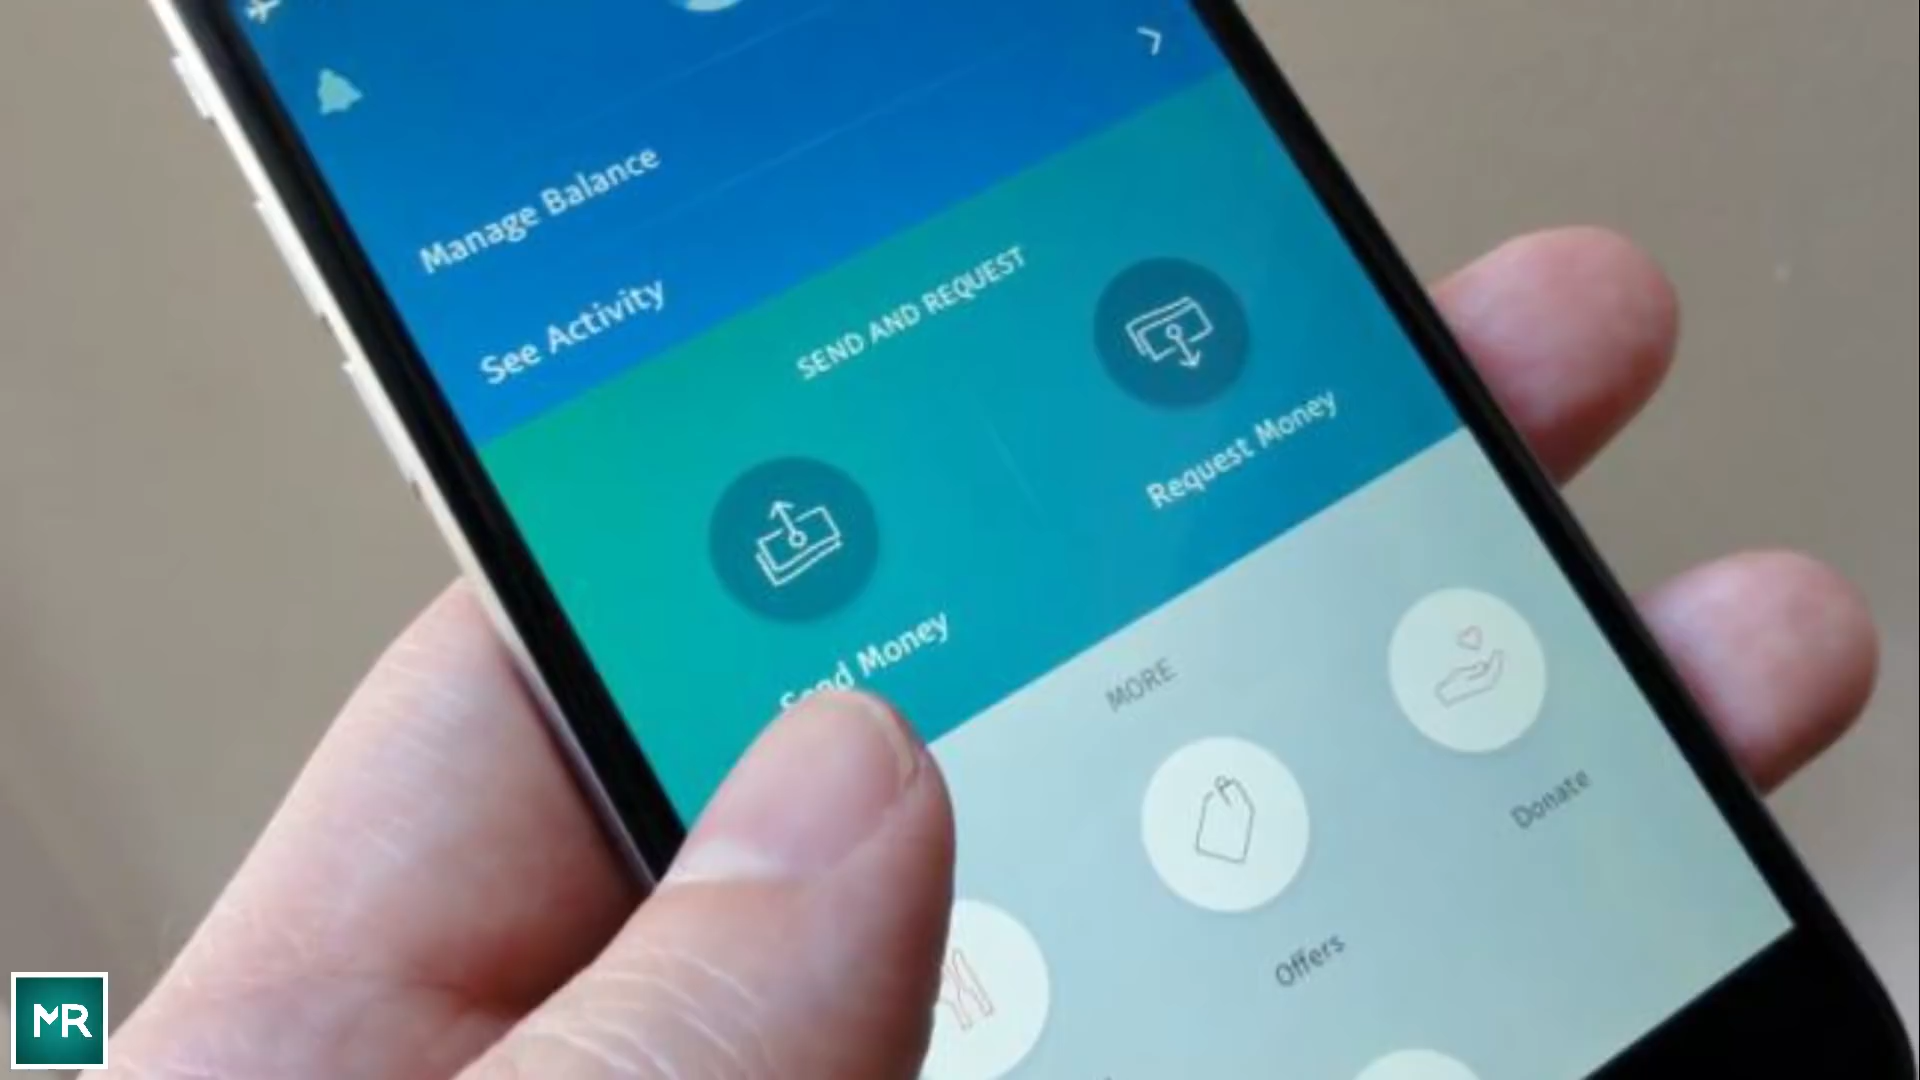 Manage Balance
See Activity
SEND AND REQUEST
Request Money
Send Money
MORE
Donate
Offers
MR